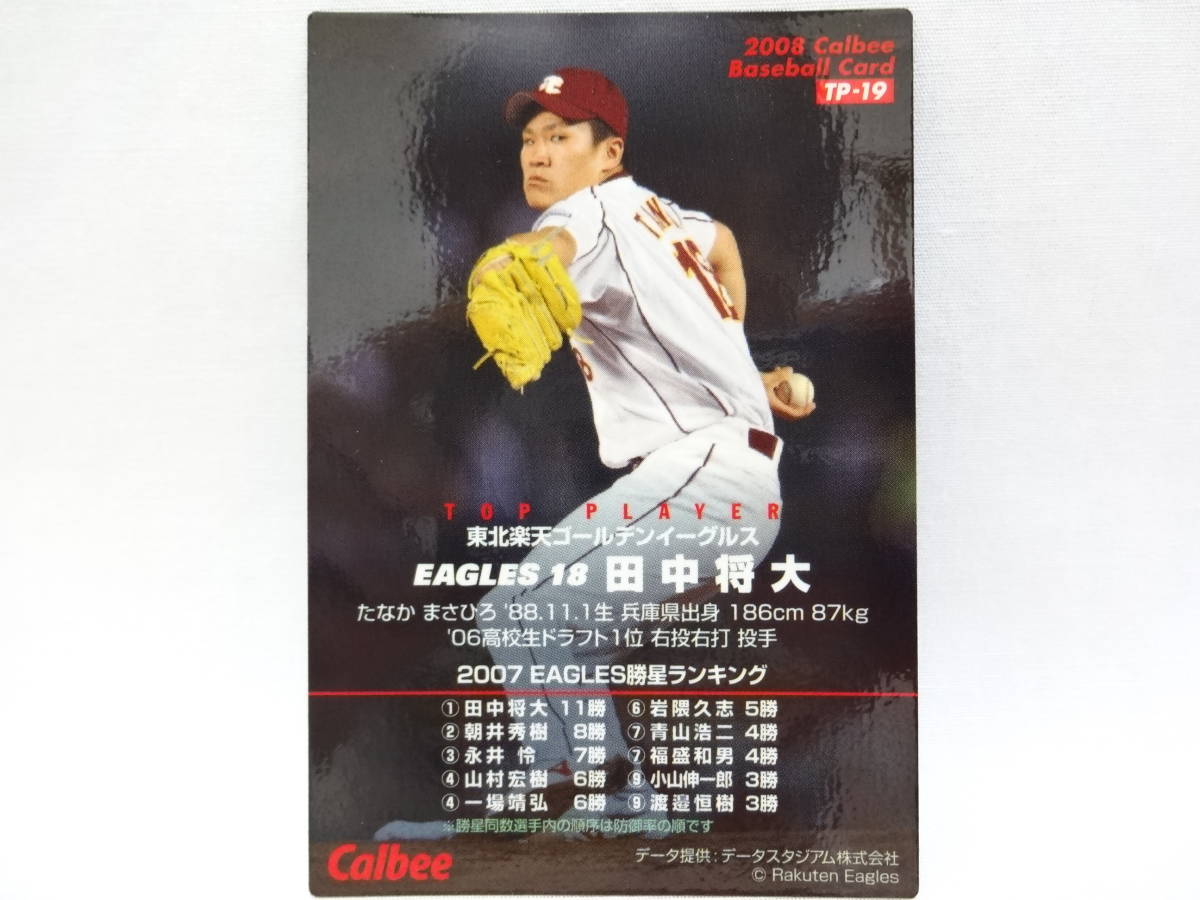 2008 Calbee
Baseball Card
TP-19
18
TOP PLAYER
東北楽天ゴールデンイーグルス
EAGLES 18 田中将大
たなか まさひろ '88.11.1生 兵庫県出身 186cm 87kg
'06高校生ドラフト1位 右投右打 投手
2007 EAGLES勝星ランキング
①田中将大 11勝 ⑥岩隈久志 5勝
②朝井秀樹 8勝 ⑦青山浩二 4勝
③永井 怜 7勝 ⑦福盛和男 4勝
④山村宏樹 6勝 ⑨小山伸一郎 3勝
④一場靖弘 6勝 ⑨渡邉恒樹 3勝
※勝星同数選手内の順序は防御率の順です
Calbee
データ提供:データスタジアム株式会社
© Rakuten Eagles